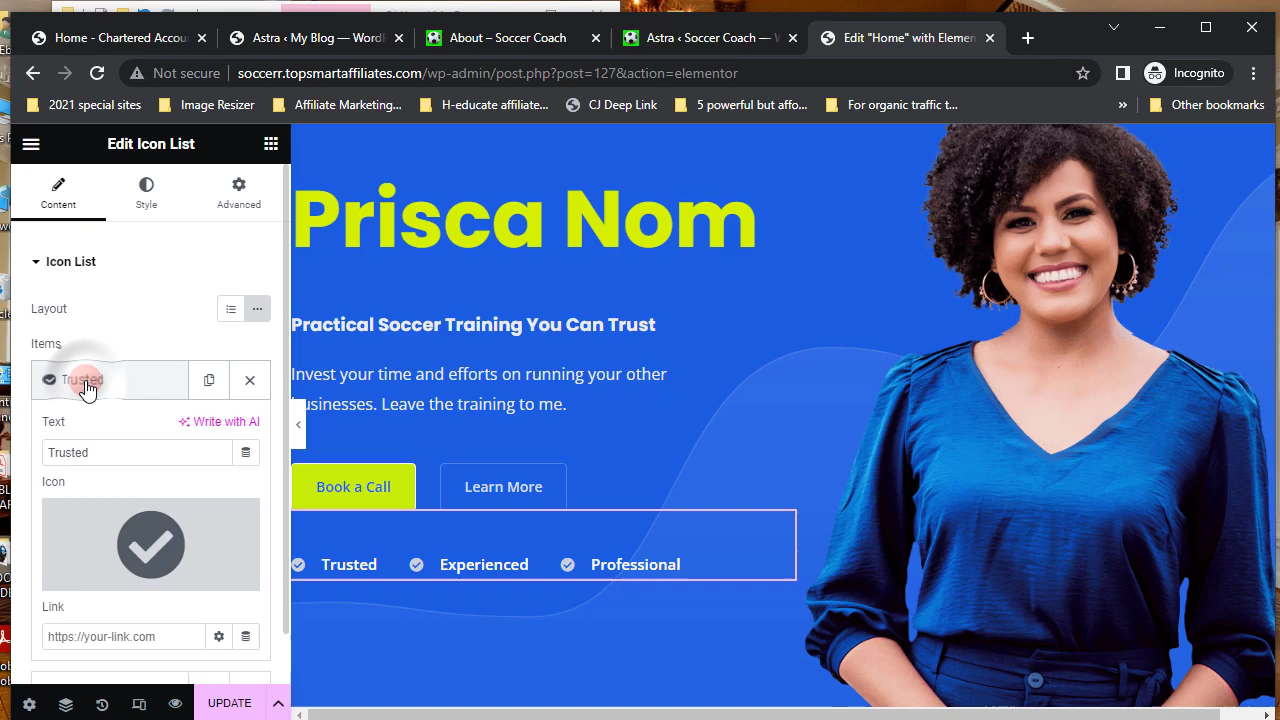 Home - Chartered Accou
Astra ‹ My Blog — WordPr
About – Soccer Coach
Astra ‹ Soccer Coach — W
Edit "Home" with Elemen
Not secure
soccerr.topsmartaffiliates.com/wp-admin/post.php?post=127&action=elementor
Incognito
2021 special sites
Image Resizer
Affiliate Marketing...
H-educate affiliate...
CJ Deep Link
5 powerful but affo...
For organic traffic t...
»
Other bookmarks
Edit Icon List
Content
Style
Advanced
Icon List
Layout
Items
Trusted
Text
Write with AI
Trusted
Icon
Link
https://your-link.com
UPDATE
Prisca Nom
Practical Soccer Training You Can Trust
Invest your time and efforts on running your other
businesses. Leave the training to me.
Book a Call
Learn More
Trusted
Experienced
Professional